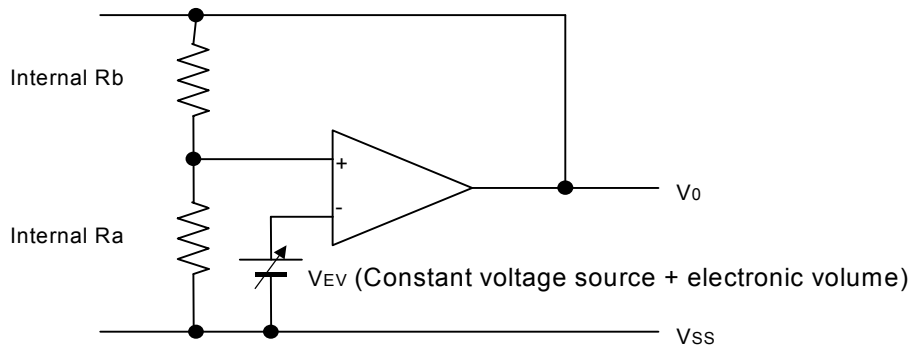 Internal Rb
+
V0
-
Internal Ra
VEV (Constant voltage source + electronic volume)
VSS